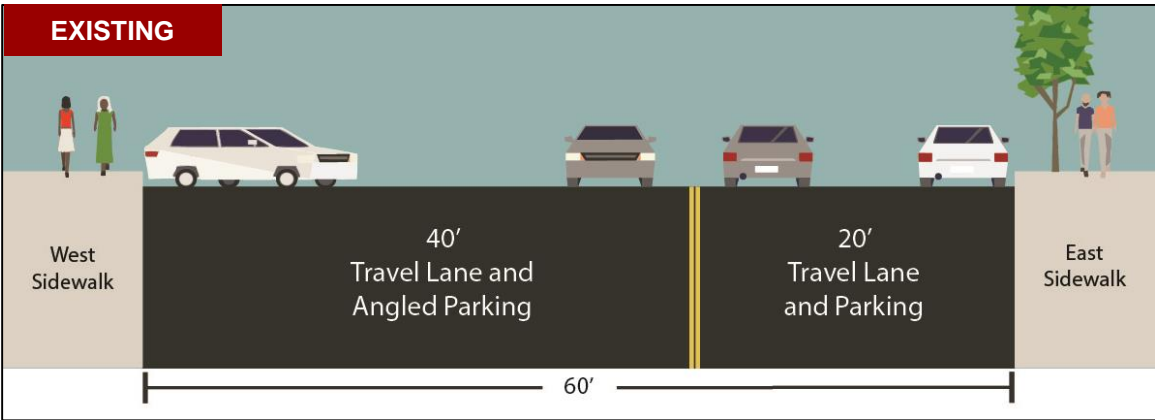 EXISTING
West
Sidewalk
40’
Travel Lane and
Angled Parking
20’
Travel Lane
and Parking
East
Sidewalk
60’